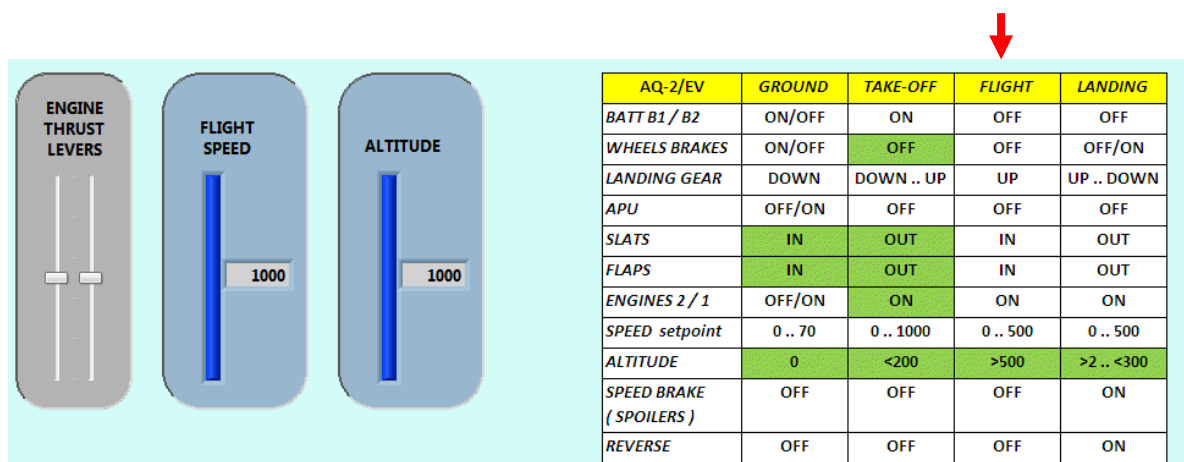 ENGINE
THRUST
LEVERS
FLIGHT
SPEED
1000
ALTITUDE
1000
AQ-2/EV GROUND TAKE-OFF FLIGHT LANDING
BATT B1 / B2 ON/OFF ON OFF OFF
WHEELS BRAKES ON/OFF OFF OFF OFF/ON
LANDING GEAR DOWN DOWN .. UP UP UP .. DOWN
APU OFF/ON OFF OFF OFF
SLATS IN OUT IN OUT
FLAPS IN OUT IN OUT
ENGINES 2 / 1 OFF/ON ON ON ON
SPEED setpoint 0 .. 70 0 .. 1000 0 .. 500 0 .. 500
ALTITUDE 0 <200 >500 >2 .. <300
SPEED BRAKE OFF OFF OFF ON
( SPOILERS )
REVERSE OFF OFF OFF ON